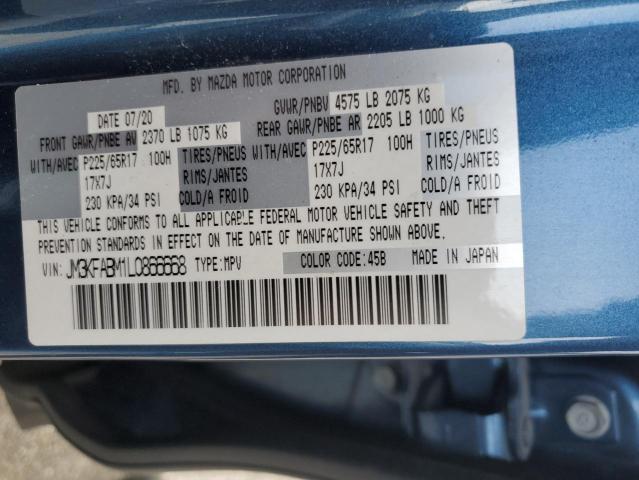 MFD. BY MAZDA MOTOR CORPORATION
DATE 07/20 GVWR/PNBV 4575 LB 2075 KG
FRONT GAWR/PNBE AV 2370 LB 1075 KG REAR GAWR/PNBE AR 2205 LB 1000 KG
WITH/AVEC P225/65R17 100H TIRES/PNEUS WITH/AVEC P225/65R17 100H TIRES/PNEUS
17X7J RIMS/JANTES 17X7J RIMS/JANTES
230 KPA/34 PSI COLD/A FROID 230 KPA/34 PSI COLD/A FROID
THIS VEHICLE CONFORMS TO ALL APPLICABLE FEDERAL MOTOR VEHICLE SAFETY AND THEFT
PREVENTION STANDARDS IN EFFECT ON THE DATE OF MANUFACTURE SHOWN ABOVE.
VIN: JM3KFABM1L0866668 TYPE:MPV COLOR CODE:45B MADE IN JAPAN